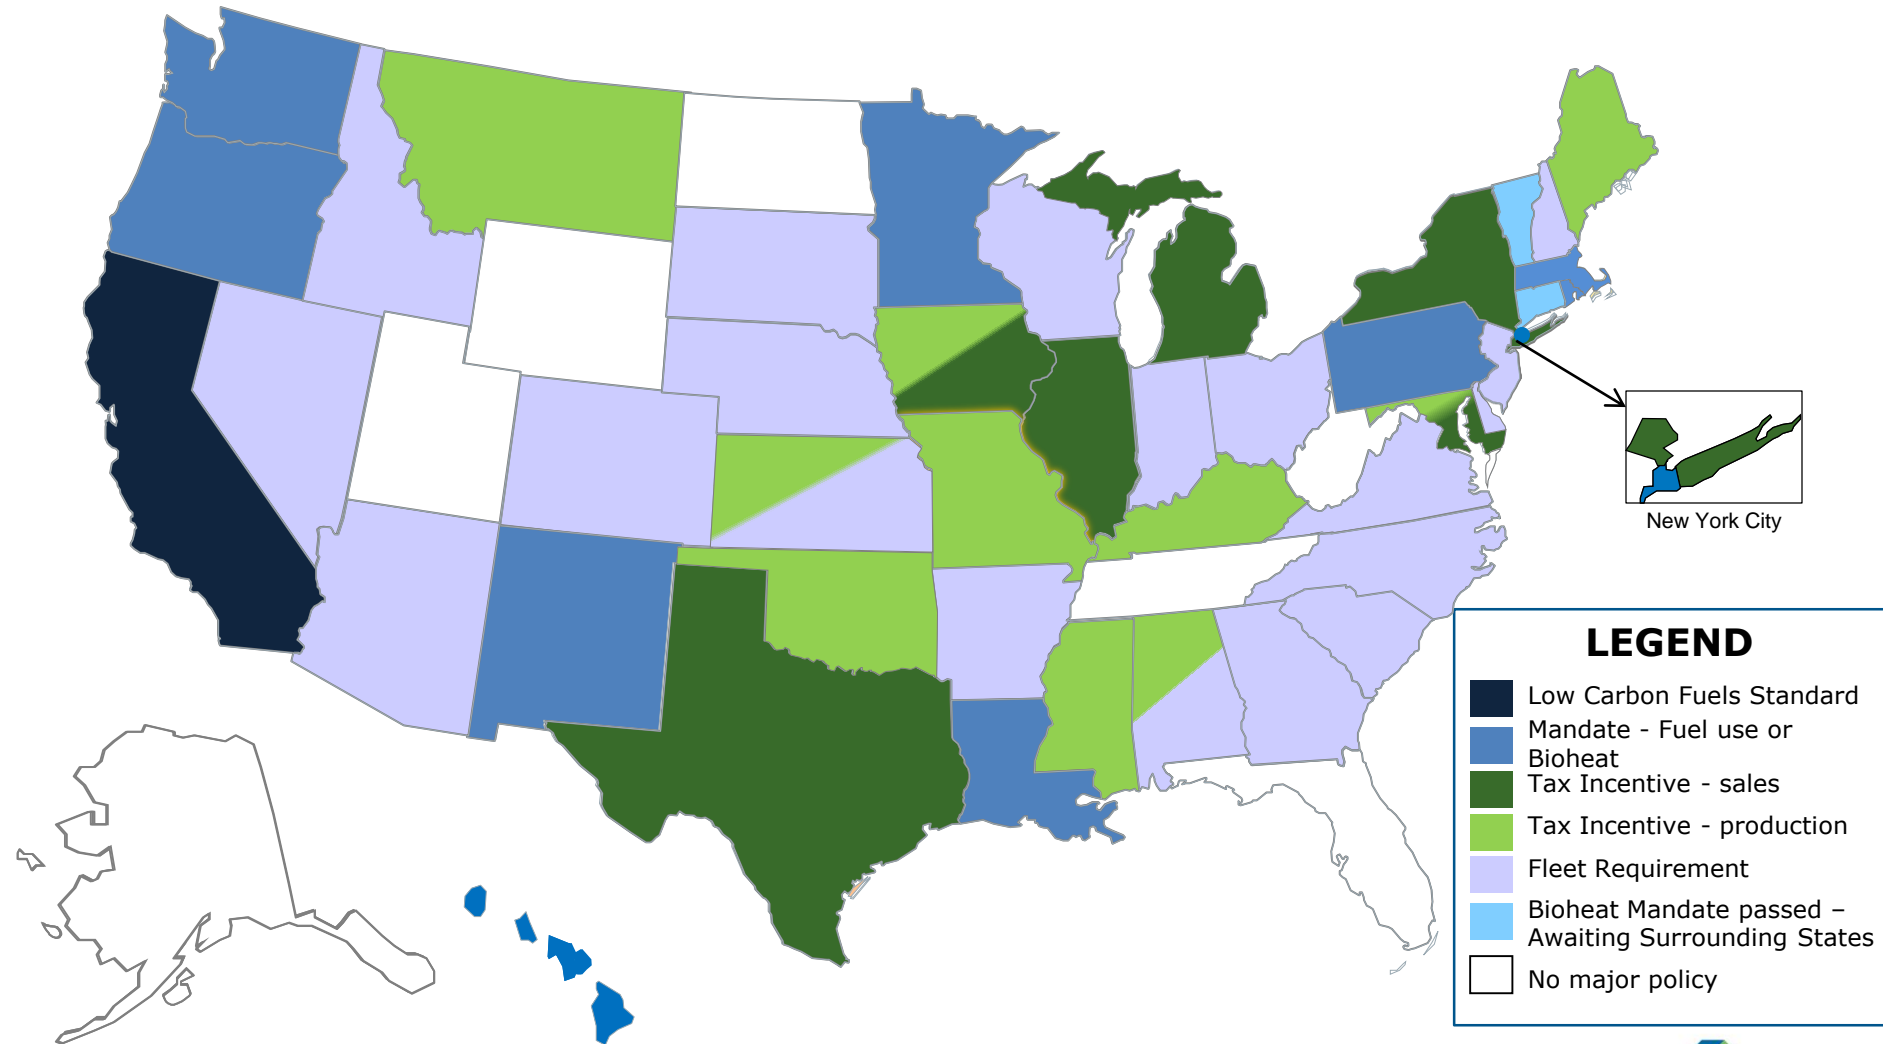 New York City
LEGEND
Low Carbon Fuels Standard
Mandate - Fuel use or
Bioheat
Tax Incentive - sales
Tax Incentive - production
Fleet Requirement
Bioheat Mandate passed –
Awaiting Surrounding States
No major policy